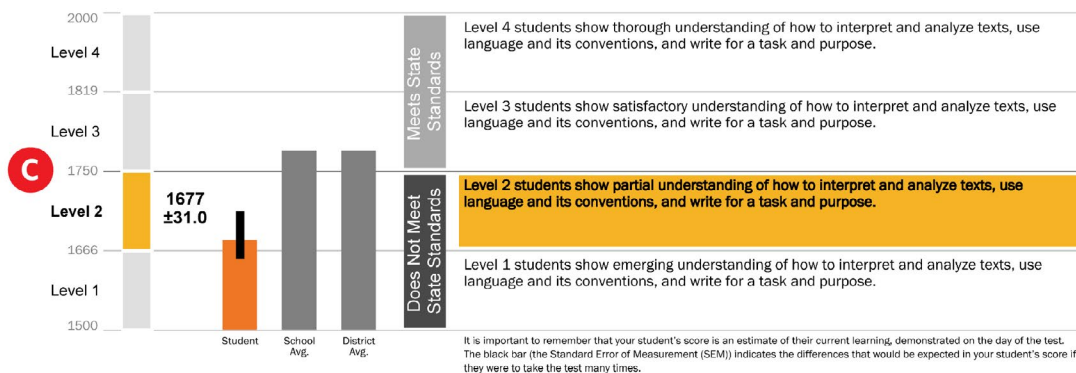 2000
Level 4
1819
Level 3
C
1750
Level 2
1666
Level 1
1500
1677
±31.0
Student
School
Avg.
District
Avg.
Meets State
Standards
Does Not Meet
State Standards
Level 4 students show thorough understanding of how to interpret and analyze texts, use
language and its conventions, and write for a task and purpose.
Level 3 students show satisfactory understanding of how to interpret and analyze texts, use
language and its conventions, and write for a task and purpose.
Level 2 students show partial understanding of how to interpret and analyze texts, use
language and its conventions, and write for a task and purpose.
Level 1 students show emerging understanding of how to interpret and analyze texts, use
language and its conventions, and write for a task and purpose.
It is important to remember that your student's score is an estimate of their current learning, demonstrated on the day of the test.
The black bar (the Standard Error of Measurement (SEM)) indicates the differences that would be expected in your student's score if
they were to take the test many times.